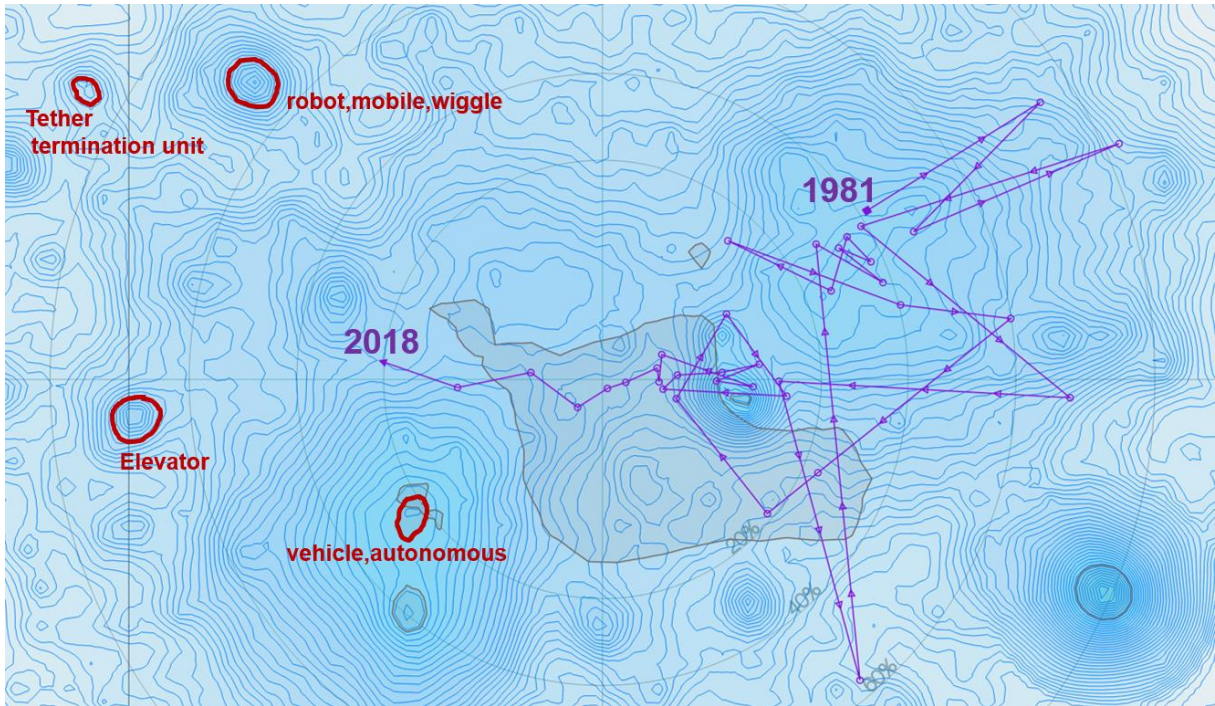 Tether
termination unit
robot,mobile,wiggle
1981
2018
Elevator
vehicle,autonomous
20%
40%
60%